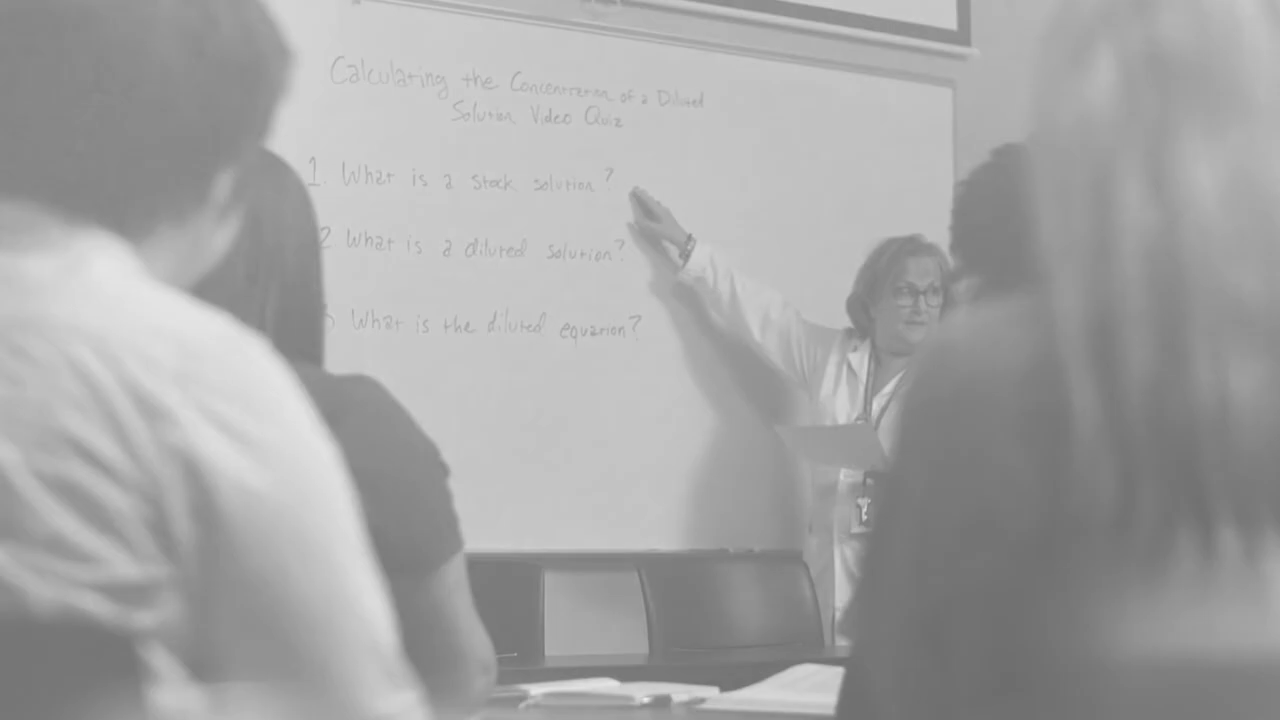 Calculating the Concentration of a Diluted
Solution Video Quiz
1. What is a stock solution?
2 What is a diluted solution?
What is the diluted equation?